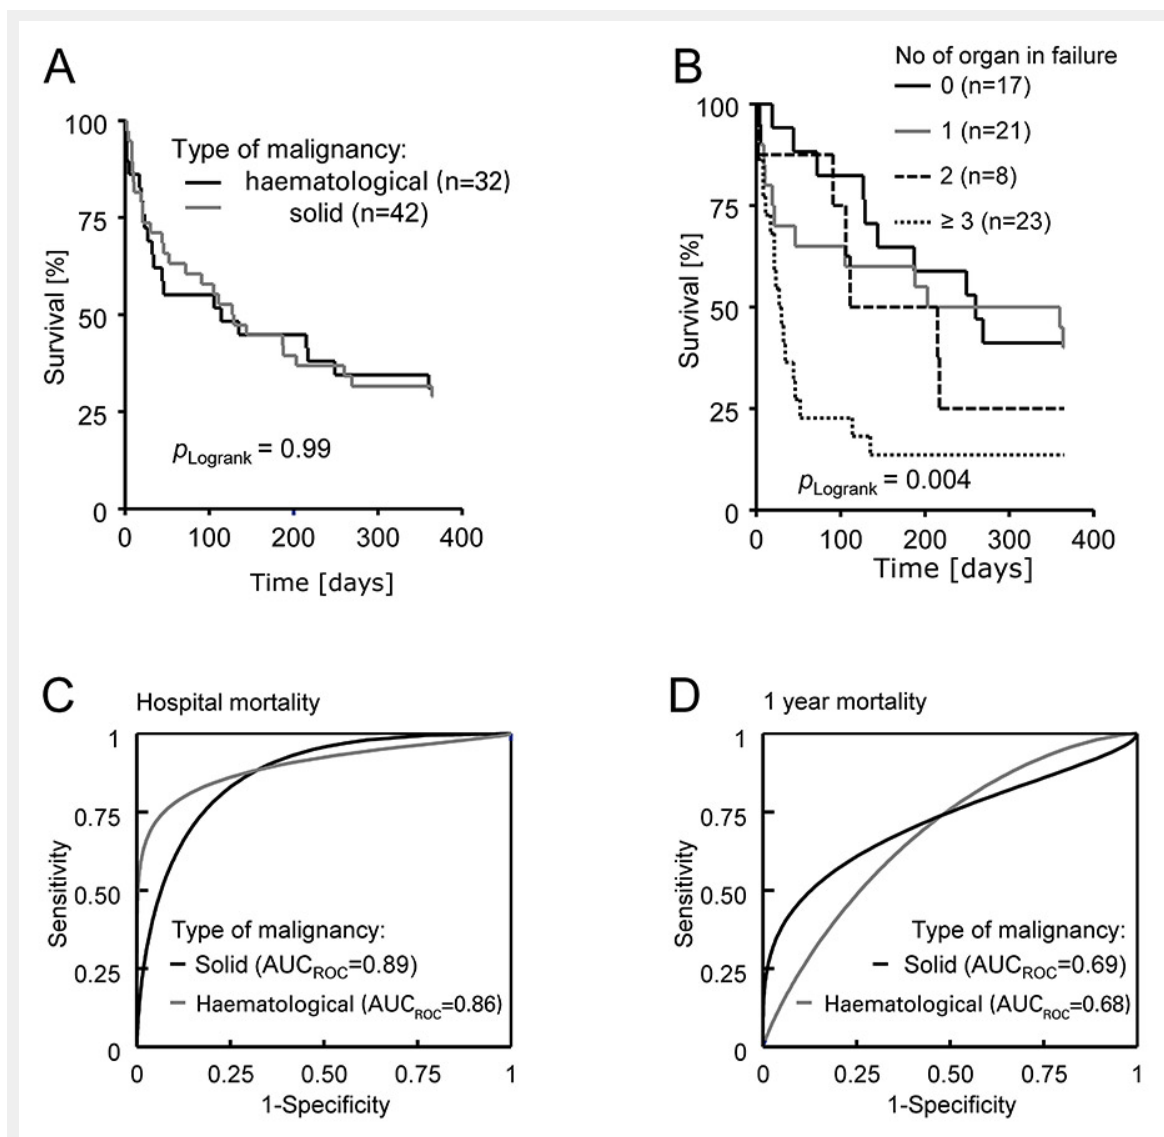 A
100
75
50
25
0
Survival [%]
Type of malignancy:
haematological (n=32)
solid (n=42)
pLogrank = 0.99
0 100 200 300 400
Time [days]
B
No of organ in failure
0 (n=17)
1 (n=21)
2 (n=8)
≥ 3 (n=23)
100
75
50
25
0
Survival [%]
pLogrank = 0.004
0 100 200 300 400
Time [days]
C
Hospital mortality
1
0.75
0.50
0.25
0
Sensitivity
Type of malignancy:
Solid (AUCROC=0.89)
Haematological (AUCROC=0.86)
0 0.25 0.50 0.75 1
1-Specificity
D
1 year mortality
1
0.75
0.50
0.25
0
Sensitivity
Type of malignancy:
Solid (AUCROC=0.69)
Haematological (AUCROC=0.68)
0 0.25 0.50 0.75 1
1-Specificity